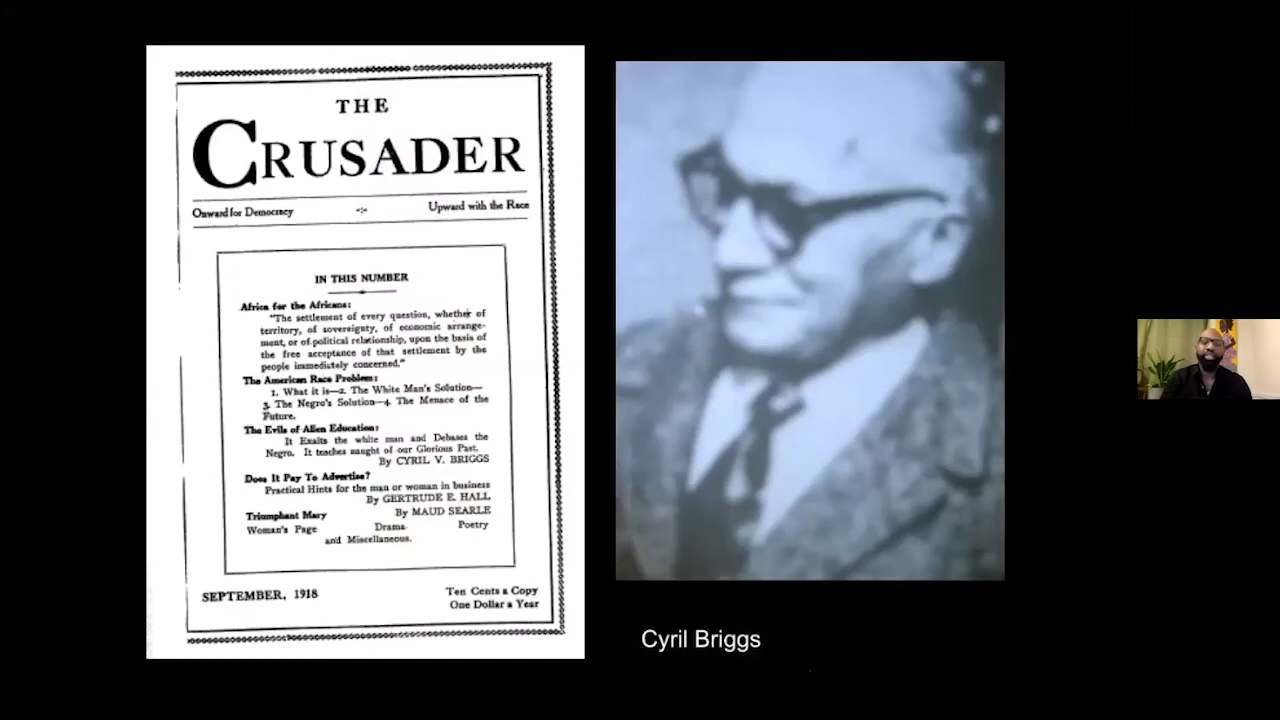 THE
CRUSADER
Onward for Democracy -:- Upward with the Race
IN THIS NUMBER
Africa for the Africans:
"The settlement of every question, whether of
territory, of sovereignty, of economic arrange-
ment, or of political relationship, upon the basis of
the free acceptance of that settlement by the
people immediately concerned."
The American Race Problem:
1. What it is—2. The White Man's Solution—
3. The Negro's Solution—4. The Menace of the
Future.
The Evils of Alien Education:
It Exalts the white man and Debases the
Negro. It teaches naught of our Glorious Past.
By CYRIL V. BRIGGS
Does It Pay To Advertise?
Practical Hints for the man or woman in business
By GERTRUDE E. HALL
Triumphant Mary By MAUD SEARLE
Woman's Page Drama Poetry
and Miscellaneous.
SEPTEMBER, 1918
Ten Cents a Copy
One Dollar a Year
Cyril Briggs